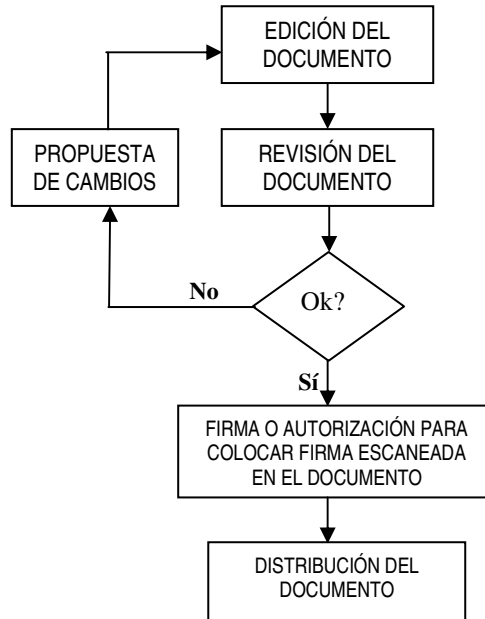 EDICIÓN DEL
DOCUMENTO
PROPUESTA
DE CAMBIOS
REVISIÓN DEL
DOCUMENTO
No
Ok?
Sí
FIRMA O AUTORIZACIÓN PARA
COLOCAR FIRMA ESCANEADA
EN EL DOCUMENTO
DISTRIBUCIÓN DEL
DOCUMENTO